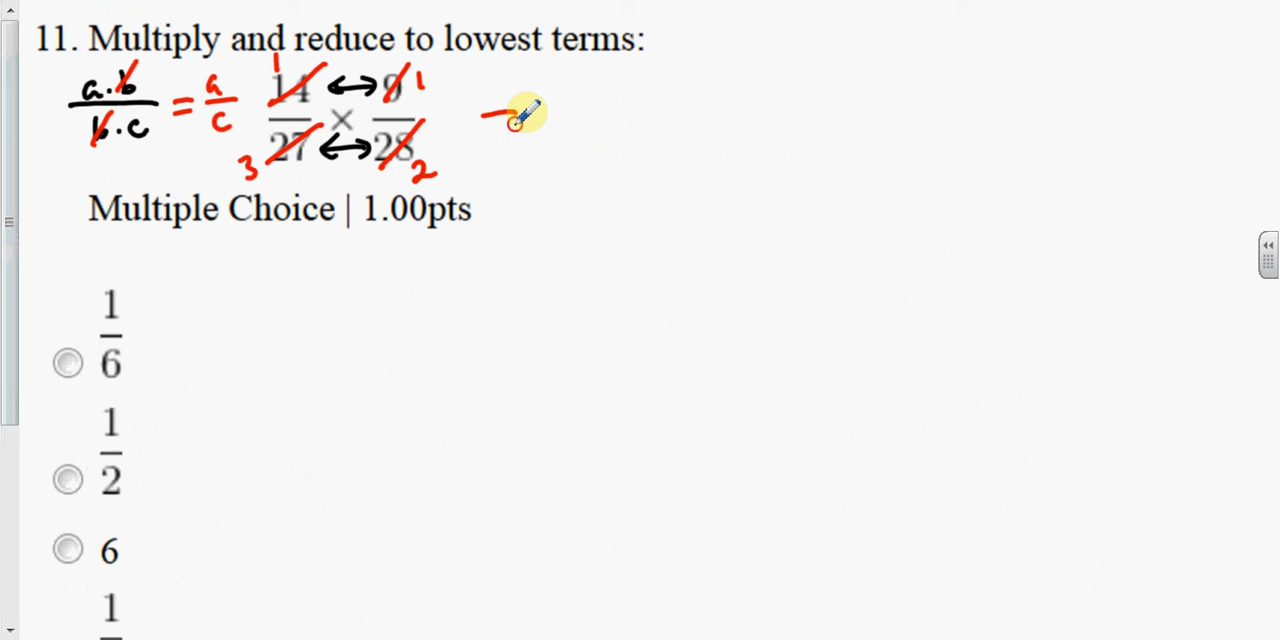 11. Multiply and reduce to lowest terms:
a·b / b·c = a/c 1 14 ↔ 9 1
27 × 28
3 ↔ 2
Multiple Choice | 1.00pts
1
6
1
2
6
1